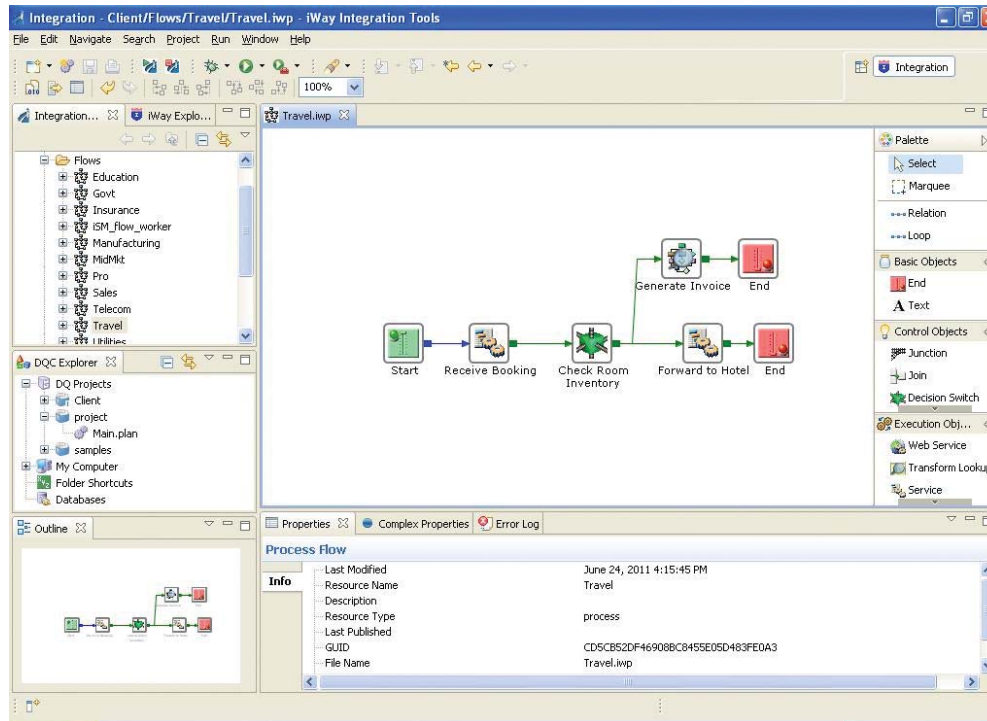 Integration - Client/Flows/Travel/Travel.iwp - iWay Integration Tools
File Edit Navigate Search Project Run Window Help
100%
Integration
Integration... iWay Explo...
Travel.iwp
Flows
Education
Govt
Insurance
iSM_flow_worker
Manufacturing
MidMkt
Pro
Sales
Telecom
Travel
Utilities
DQC Explorer
DQ Projects
Client
project
Main.plan
samples
My Computer
Folder Shortcuts
Databases
Outline
Generate Invoice End
Start Receive Booking Check Room Inventory Forward to Hotel End
Palette
Select
Marquee
Relation
Loop
Basic Objects
End
A Text
Control Objects
Junction
Join
Decision Switch
Execution Obj...
Web Service
Transform Lookup
Service
Properties Complex Properties Error Log
Process Flow
Info
Last Modified June 24, 2011 4:15:45 PM
Resource Name Travel
Description
Resource Type process
Last Published
GUID CD5CB52DF46908BC8455E05D483FE0A3
File Name Travel.iwp